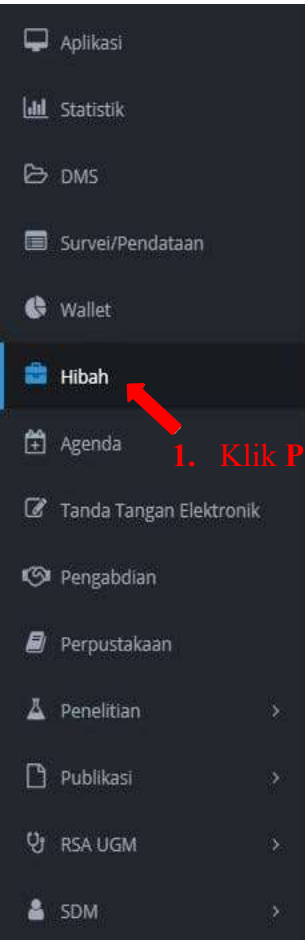 Aplikasi
Statistik
DMS
Survei/Pendataan
Wallet
Hibah
Agenda
1. Klik P
Tanda Tangan Elektronik
Pengabdian
Perpustakaan
Penelitian
Publikasi
RSA UGM
SDM